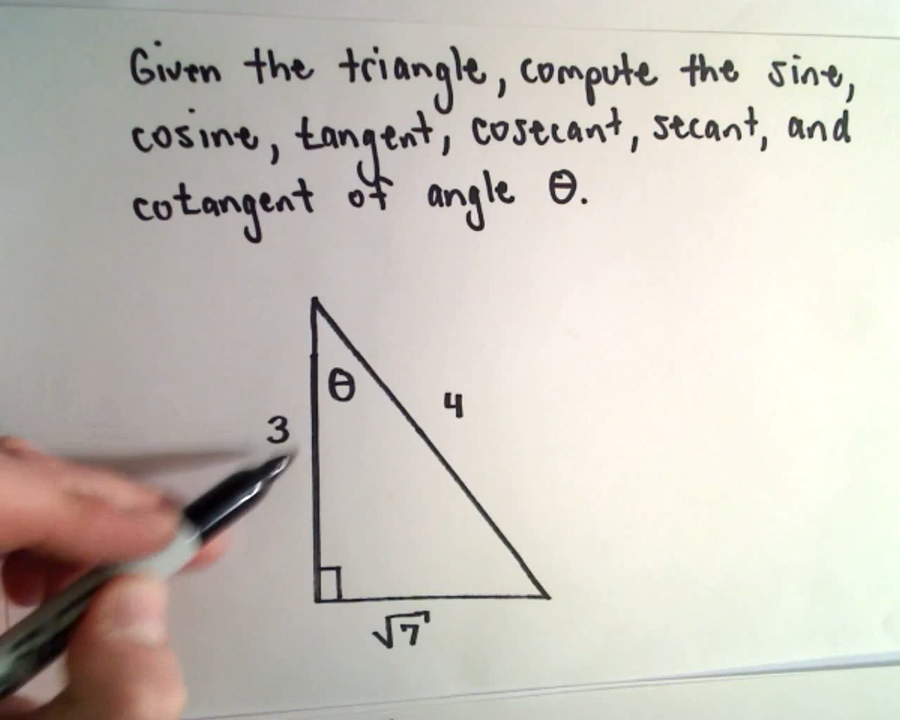 Given the triangle, compute the sine,
cosine, tangent, cosecant, secant, and
cotangent of angle θ.
θ
4
3
√7